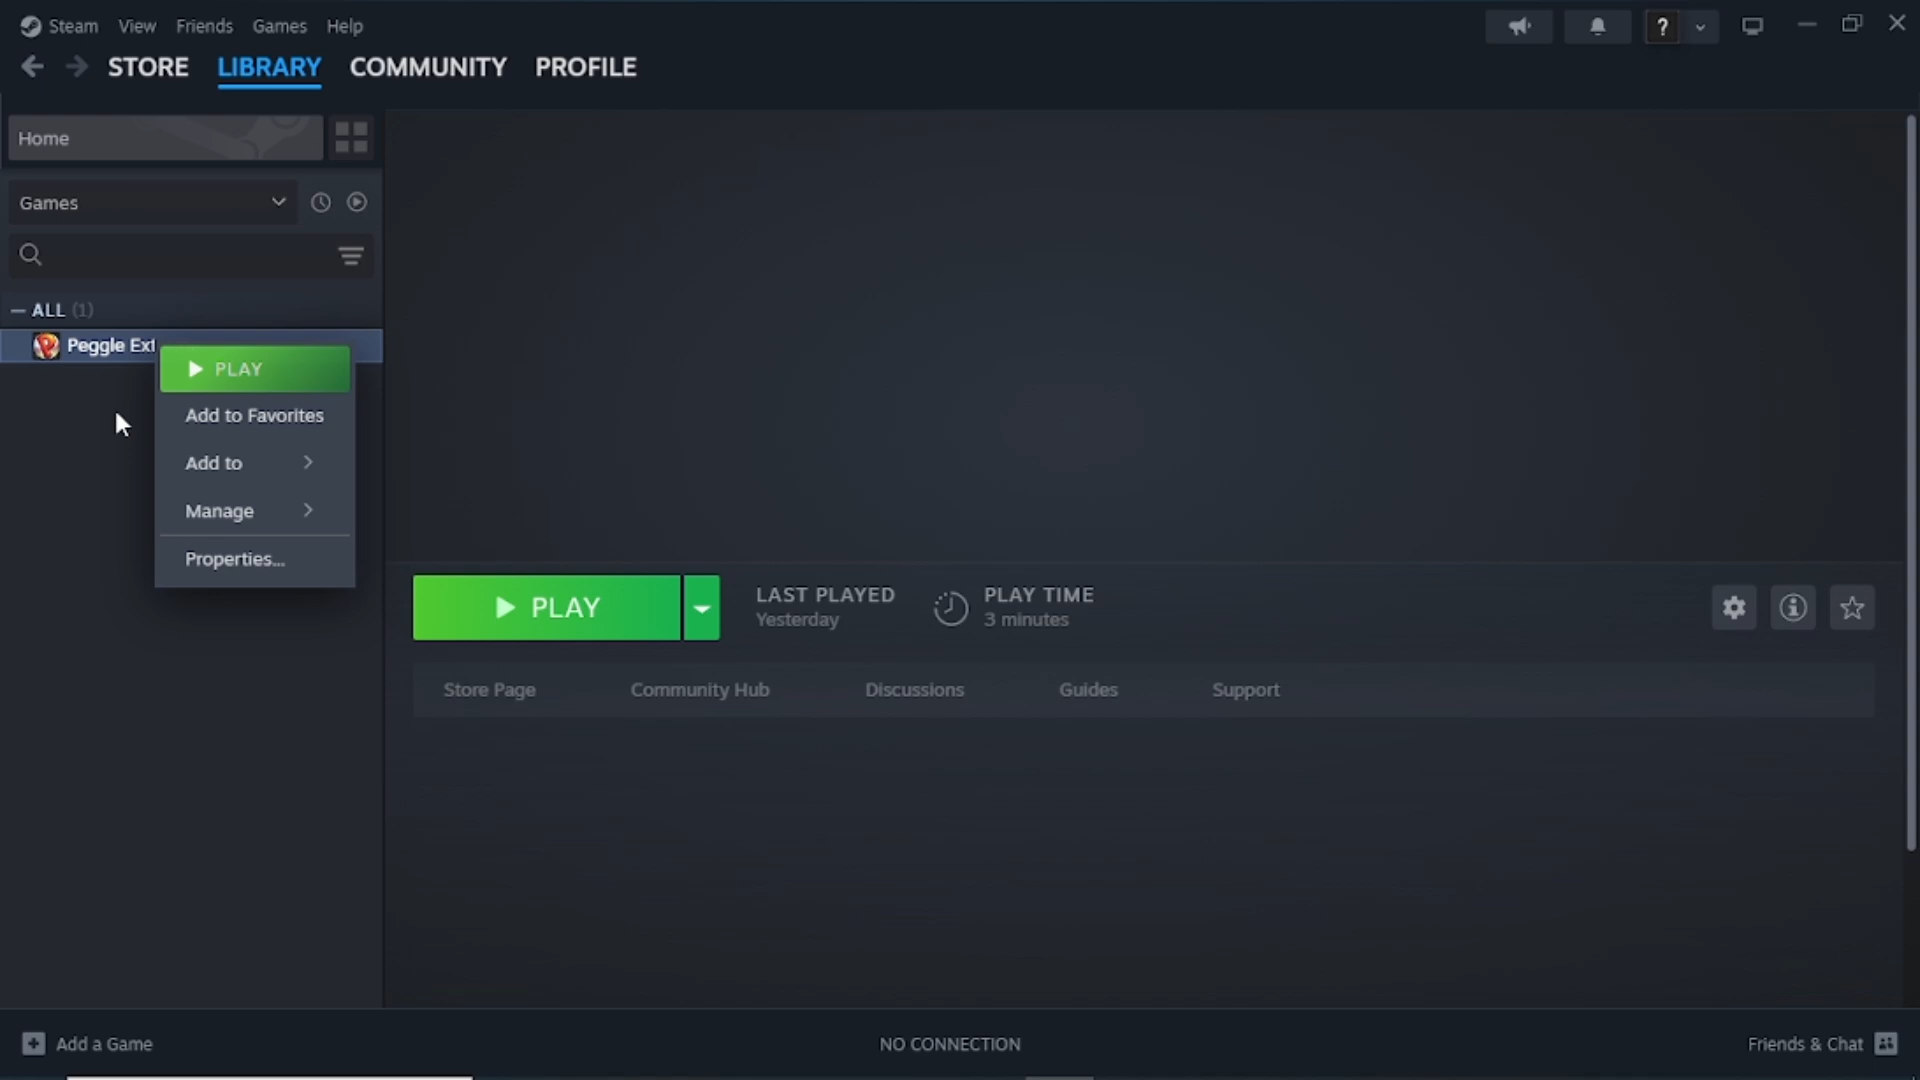 Steam View Friends Games Help
?
STORE LIBRARY COMMUNITY PROFILE
Home
Games
— ALL (1)
Peggle Ext
PLAY
Add to Favorites
Add to
Manage
Properties...
PLAY
LAST PLAYED
Yesterday
PLAY TIME
3 minutes
Store Page Community Hub Discussions Guides Support
Add a Game NO CONNECTION Friends & Chat